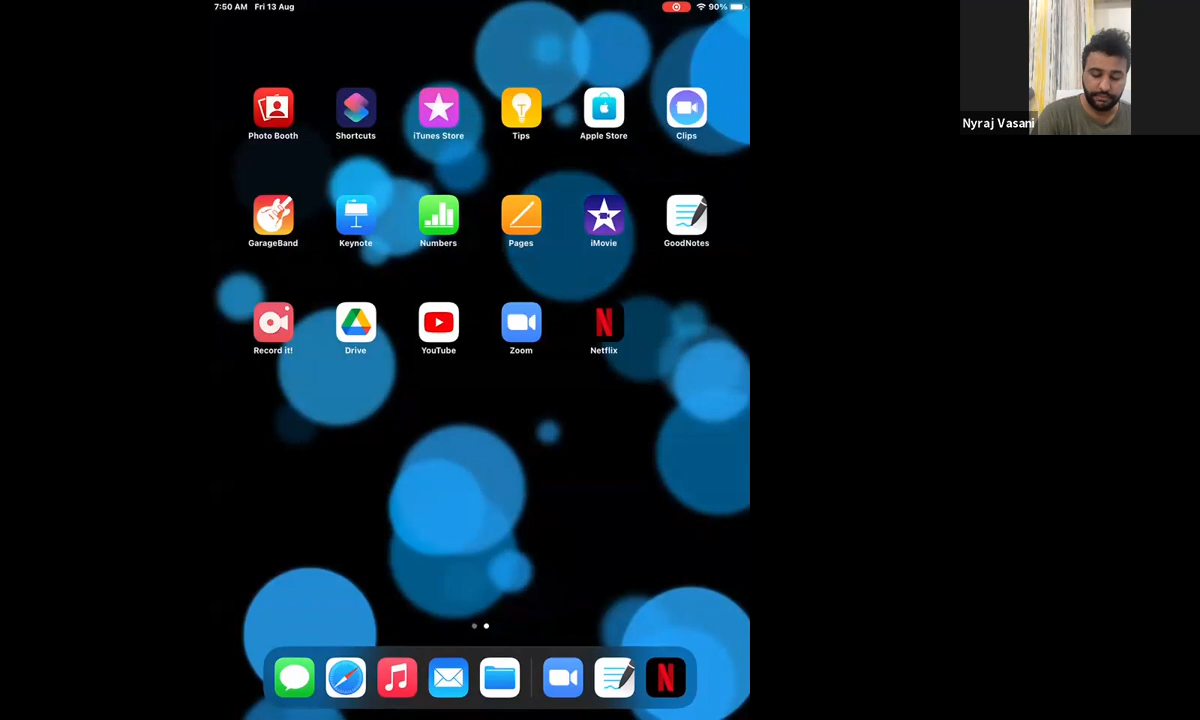 7:50 AM Fri 13 Aug
90%
Photo Booth
Shortcuts
iTunes Store
Tips
Apple Store
Clips
GarageBand
Keynote
Numbers
Pages
iMovie
GoodNotes
Record it!
Drive
YouTube
Zoom
Netflix
Nyraj Vasani